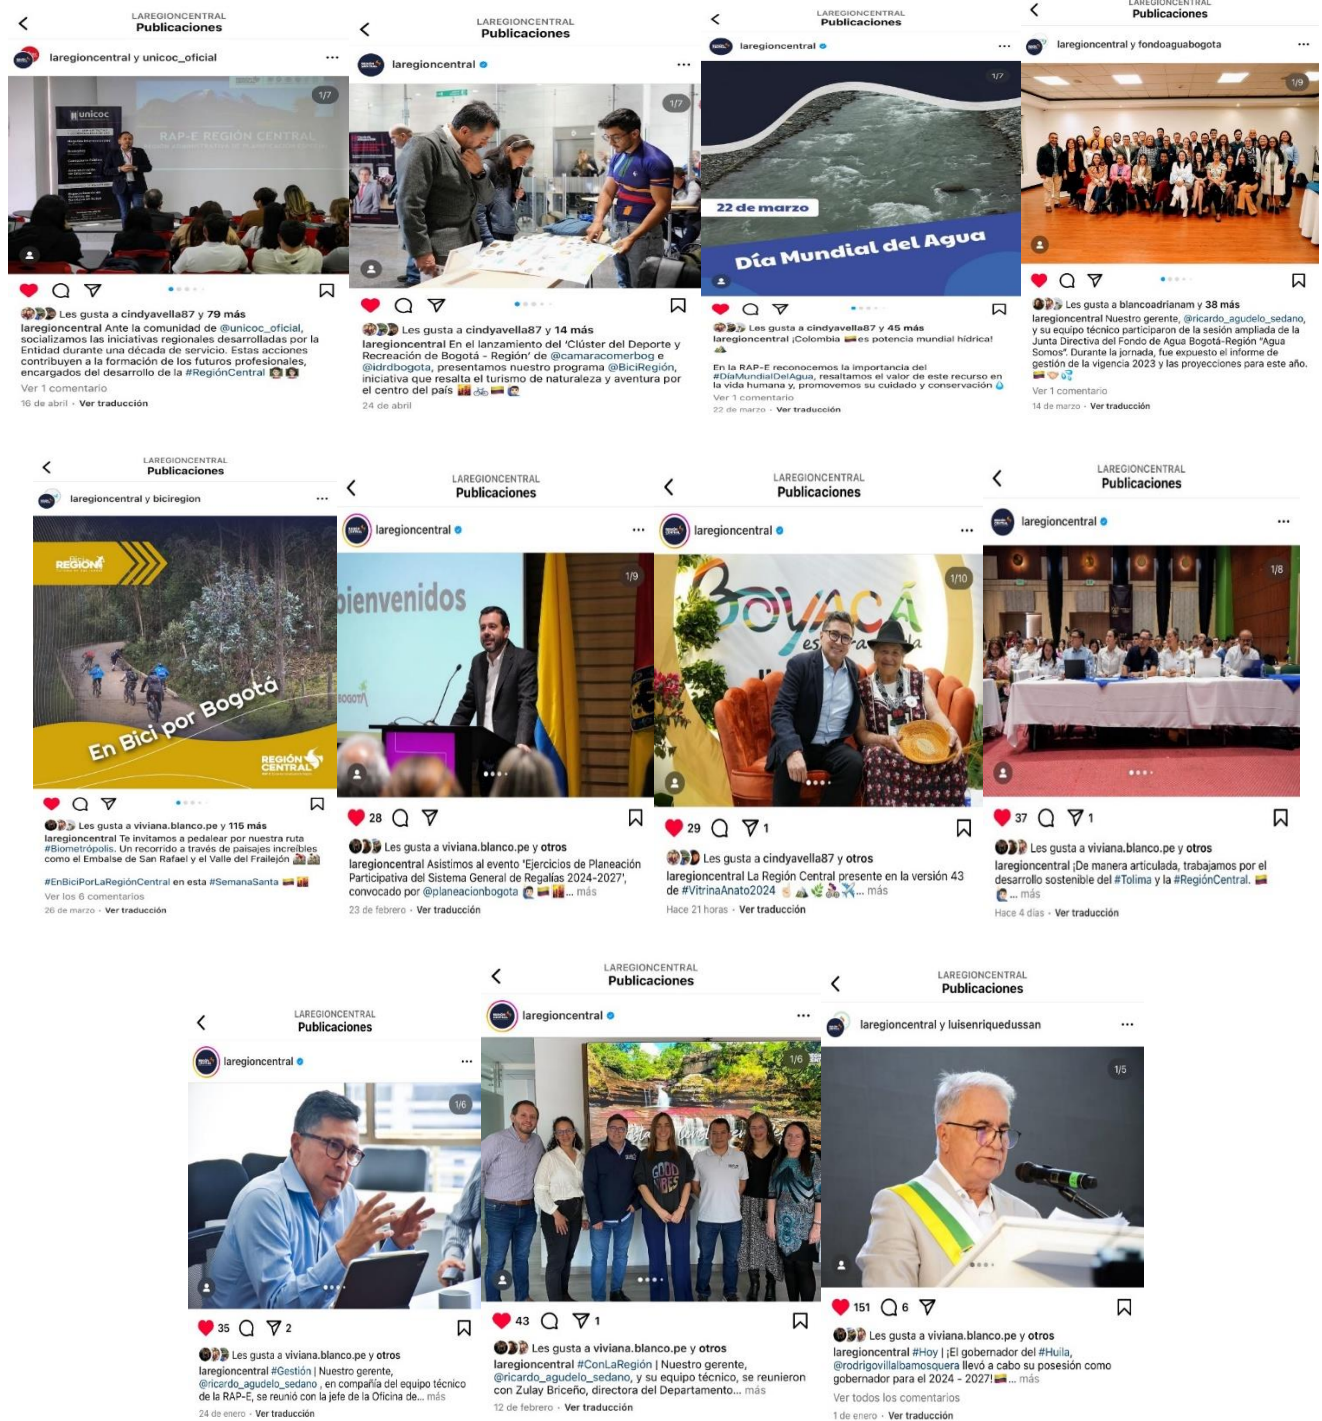 LAREGIONCENTRAL
Publicaciones
laregioncentral y unicoc_oficial
1/7
unicoc
RAP-E REGIÓN CENTRAL
Les gusta a cindyavella87 y 79 más
laregioncentral Ante la comunidad de @unicoc_oficial,
socializamos las iniciativas regionales desarrolladas por la
Entidad durante una década de servicio. Estas acciones
contribuyen a la formación de los futuros profesionales,
encargados del desarrollo de la #RegiónCentral
Ver 1 comentario
16 de abril · Ver traducción
LAREGIONCENTRAL
Publicaciones
laregioncentral
1/7
Les gusta a cindyavella87 y 14 más
laregioncentral En el lanzamiento del ‘Clúster del Deporte y
Recreación de Bogotá - Región’ de @camaracomerbog e
@idrdbogota, presentamos nuestro programa @BiciRegión,
iniciativa que resalta el turismo de naturaleza y aventura por
el centro del país
24 de abril
LAREGIONCENTRAL
Publicaciones
laregioncentral
1/7
22 de marzo
Día Mundial del Agua
Les gusta a cindyavella87 y 45 más
laregioncentral ¡Colombia es potencia mundial hídrica!
En la RAP-E reconocemos la importancia del
#DíaMundialDelAgua, resaltamos el valor de este recurso en
la vida humana y, promovemos su cuidado y conservación
Ver 1 comentario
22 de marzo · Ver traducción
LAREGIONCENTRAL
Publicaciones
laregioncentral y fondoaguabogota
1/9
Les gusta a blancoadrianam y 38 más
laregioncentral Nuestro gerente, @ricardo_agudelo_sedano,
y su equipo técnico participaron de la sesión ampliada de la
Junta Directiva del Fondo de Agua Bogotá-Región “Agua
Somos”. Durante la jornada, fue expuesto el informe de
gestión de la vigencia 2023 y las proyecciones para este año.
Ver 1 comentario
14 de marzo · Ver traducción
LAREGIONCENTRAL
Publicaciones
laregioncentral y biciregion
Bici
REGIÓN
En Bici por Bogotá
REGIÓN
CENTRAL
Les gusta a viviana.blanco.pe y 115 más
laregioncentral Te invitamos a pedalear por nuestra ruta
#Biometrópolis. Un recorrido a través de paisajes increíbles
como el Embalse de San Rafael y el Valle del Frailejón
#EnBiciPorLaRegiónCentral en esta #SemanaSanta
Ver los 6 comentarios
26 de marzo · Ver traducción
LAREGIONCENTRAL
Publicaciones
laregioncentral
1/9
bienvenidos
BOGOTÁ
28
Les gusta a viviana.blanco.pe y otros
laregioncentral Asistimos al evento 'Ejercicios de Planeación
Participativa del Sistema General de Regalías 2024-2027',
convocado por @planeacionbogota ... más
23 de febrero · Ver traducción
LAREGIONCENTRAL
Publicaciones
laregioncentral
1/10
BOYACÁ
29
1
Les gusta a cindyavella87 y otros
laregioncentral La Región Central presente en la versión 43
de #VitrinaAnato2024 ... más
Hace 21 horas · Ver traducción
LAREGIONCENTRAL
Publicaciones
laregioncentral
1/8
37
1
Les gusta a viviana.blanco.pe y otros
laregioncentral ¡De manera articulada, trabajamos por el
desarrollo sostenible del #Tolima y la #RegiónCentral.
... más
Hace 4 días · Ver traducción
LAREGIONCENTRAL
Publicaciones
laregioncentral
1/6
35
2
Les gusta a viviana.blanco.pe y otros
laregioncentral #Gestión | Nuestro gerente,
@ricardo_agudelo_sedano , en compañía del equipo técnico
de la RAP-E, se reunió con la jefe de la Oficina de... más
24 de enero · Ver traducción
LAREGIONCENTRAL
Publicaciones
laregioncentral
1/6
GOOD
VIBES
43
1
Les gusta a viviana.blanco.pe y otros
laregioncentral #ConLaRegión | Nuestro gerente,
@ricardo_agudelo_sedano, y su equipo técnico, se reunieron
con Zulay Briceño, directora del Departamento... más
12 de febrero · Ver traducción
LAREGIONCENTRAL
Publicaciones
laregioncentral y luisenriquedussan
1/5
151
6
Les gusta a viviana.blanco.pe y otros
laregioncentral #Hoy | ¡El gobernador del #Huila,
@rodrigovillalbamosquera llevó a cabo su posesión como
gobernador para el 2024 - 2027! ... más
Ver todos los comentarios
1 de enero · Ver traducción